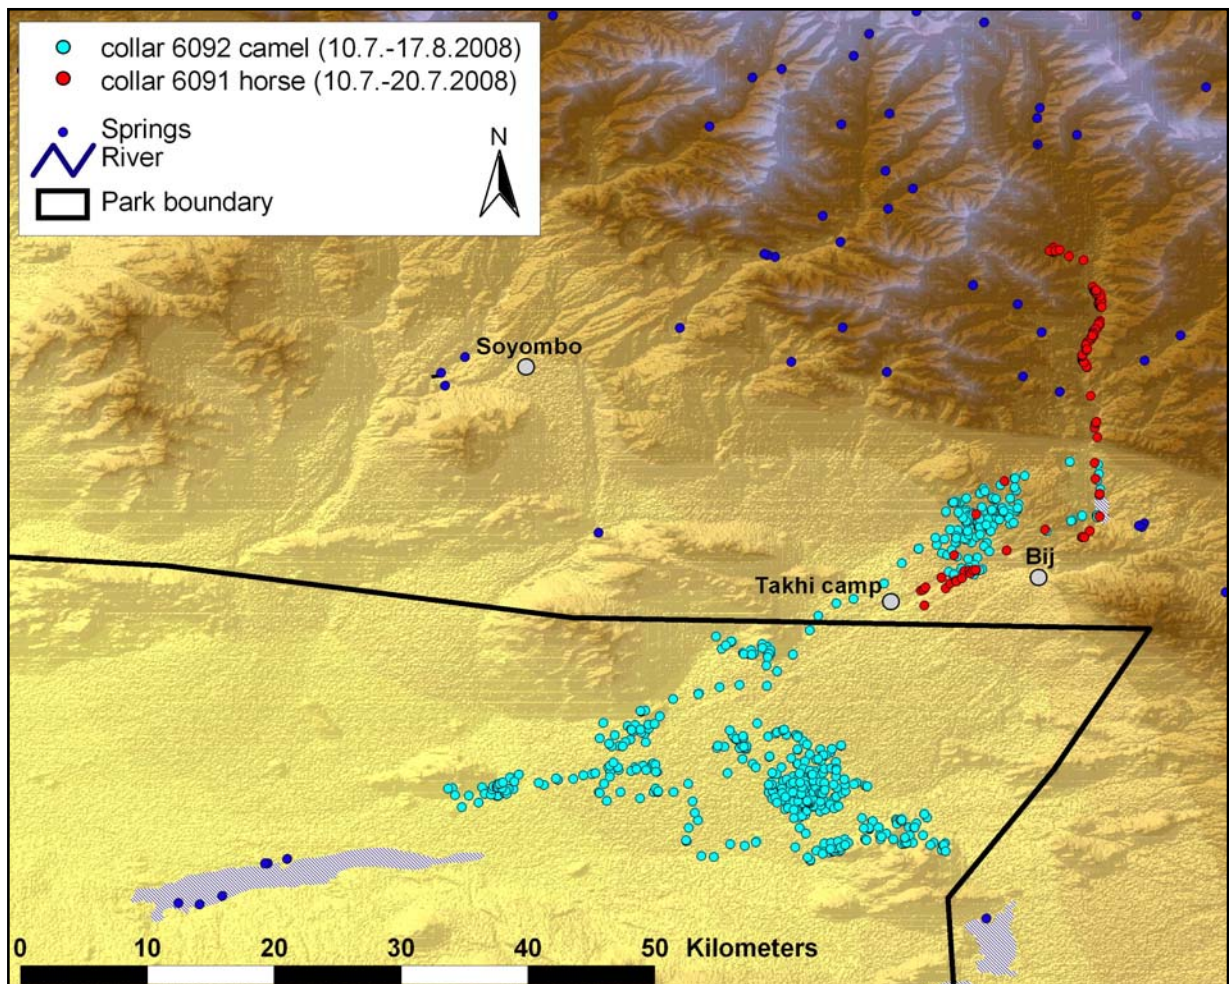 collar 6092 camel (10.7.-17.8.2008)
collar 6091 horse (10.7.-20.7.2008)
Springs
River
Park boundary
N
Soyombo
Bij
Takhi camp
0 10 20 30 40 50 Kilometers